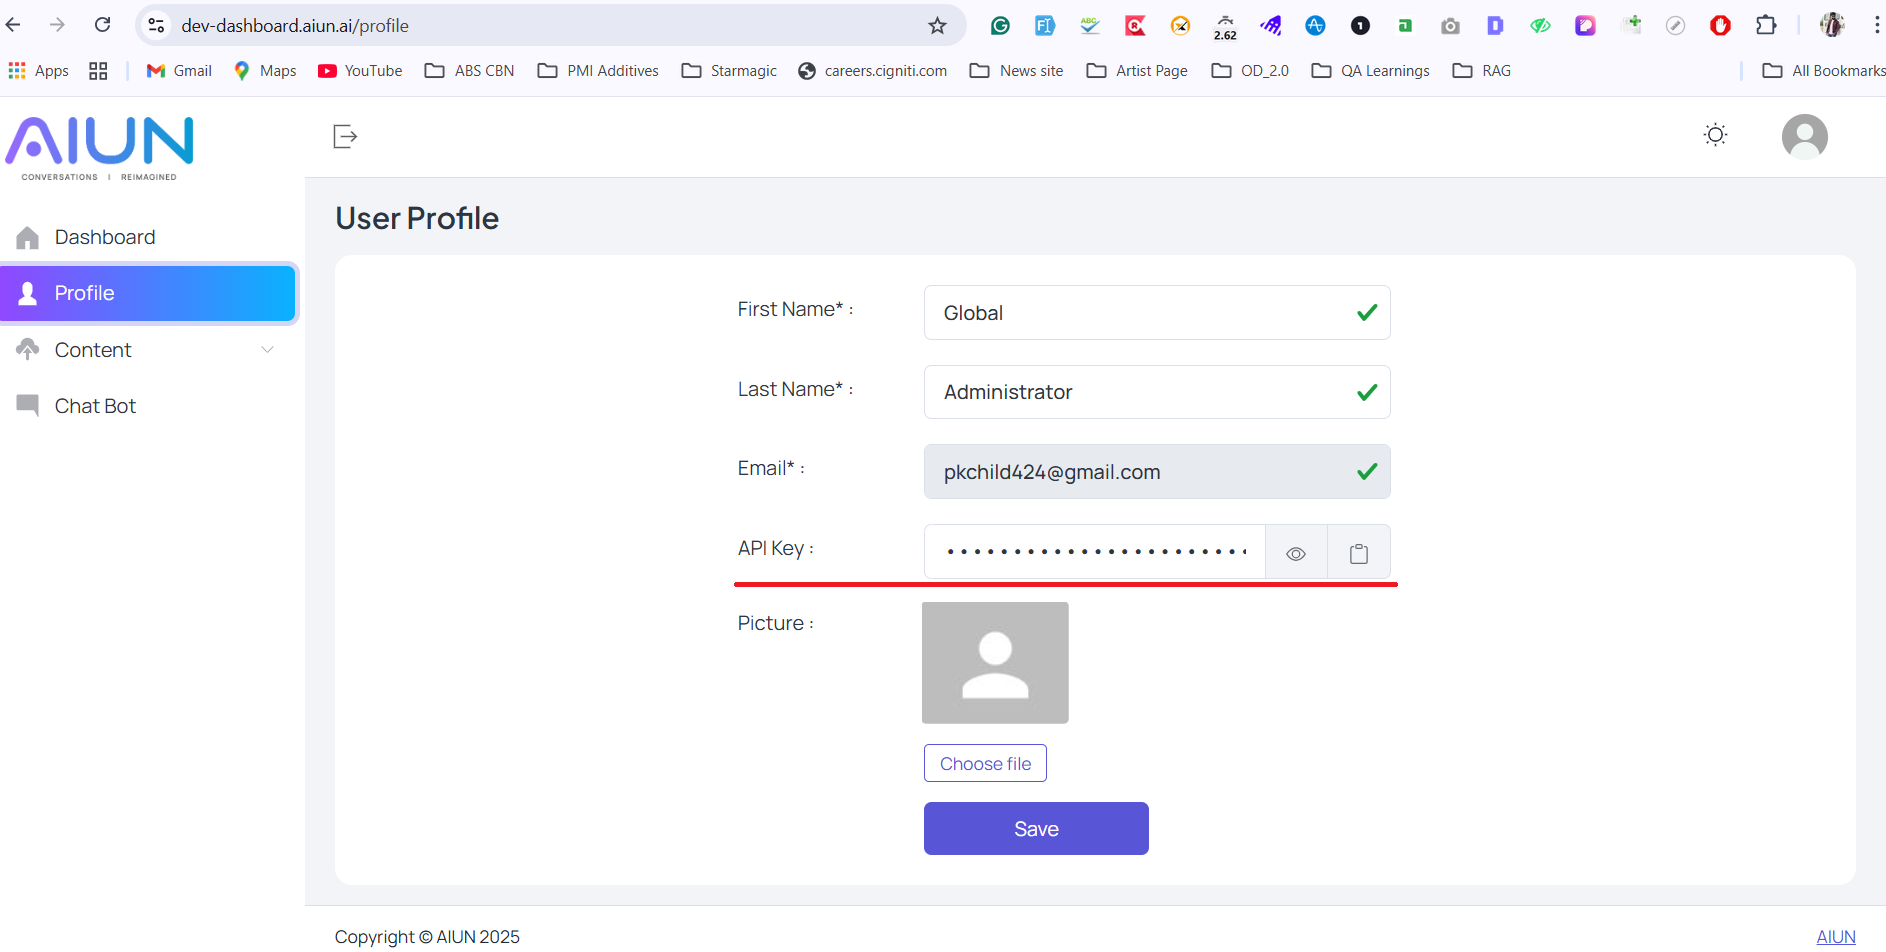 dev-dashboard.aiun.ai/profile
2.62
Apps
Gmail
Maps
YouTube
ABS CBN
PMI Additives
Starmagic
careers.cigniti.com
News site
Artist Page
OD_2.0
QA Learnings
RAG
All Bookmarks
AIUN
CONVERSATIONS | REIMAGINED
Dashboard
Profile
Content
Chat Bot
User Profile
First Name* :
Global
Last Name* :
Administrator
Email* :
pkchild424@gmail.com
API Key :
Picture :
Choose file
Save
Copyright © AIUN 2025
AIUN